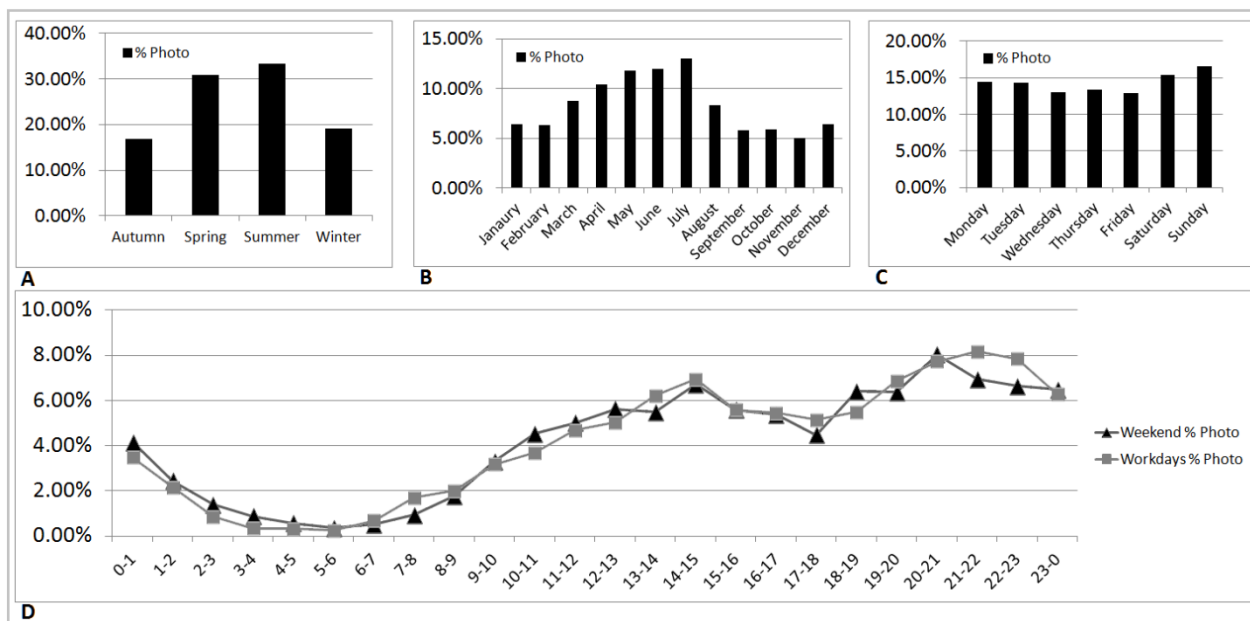 40.00%
30.00%
20.00%
10.00%
0.00%
% Photo
Autumn Spring Summer Winter
A
15.00%
10.00%
5.00%
0.00%
% Photo
Janaury
February
March
April
May
June
July
August
September
October
November
December
B
20.00%
15.00%
10.00%
5.00%
0.00%
% Photo
Monday
Tuesday
Wednesday
Thursday
Friday
Saturday
Sunday
C
10.00%
8.00%
6.00%
4.00%
2.00%
0.00%
0-1
1-2
2-3
3-4
4-5
5-6
6-7
7-8
8-9
9-10
10-11
11-12
12-13
13-14
14-15
15-16
16-17
17-18
18-19
19-20
20-21
21-22
22-23
23-0
Weekend % Photo
Workdays % Photo
D